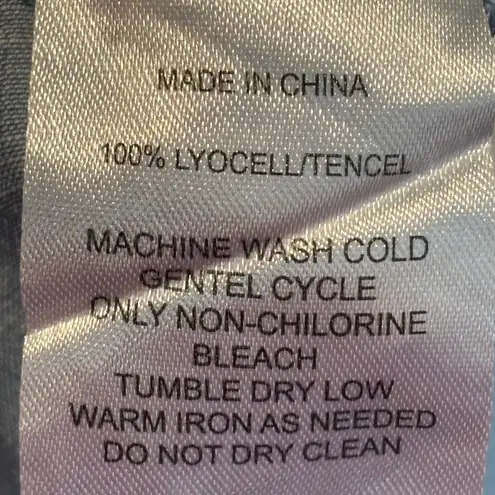 MADE IN CHINA
100% LYOCELL/TENCEL
MACHINE WASH COLD
GENTEL CYCLE
ONLY NON-CHILORINE
BLEACH
TUMBLE DRY LOW
WARM IRON AS NEEDED
DO NOT DRY CLEAN